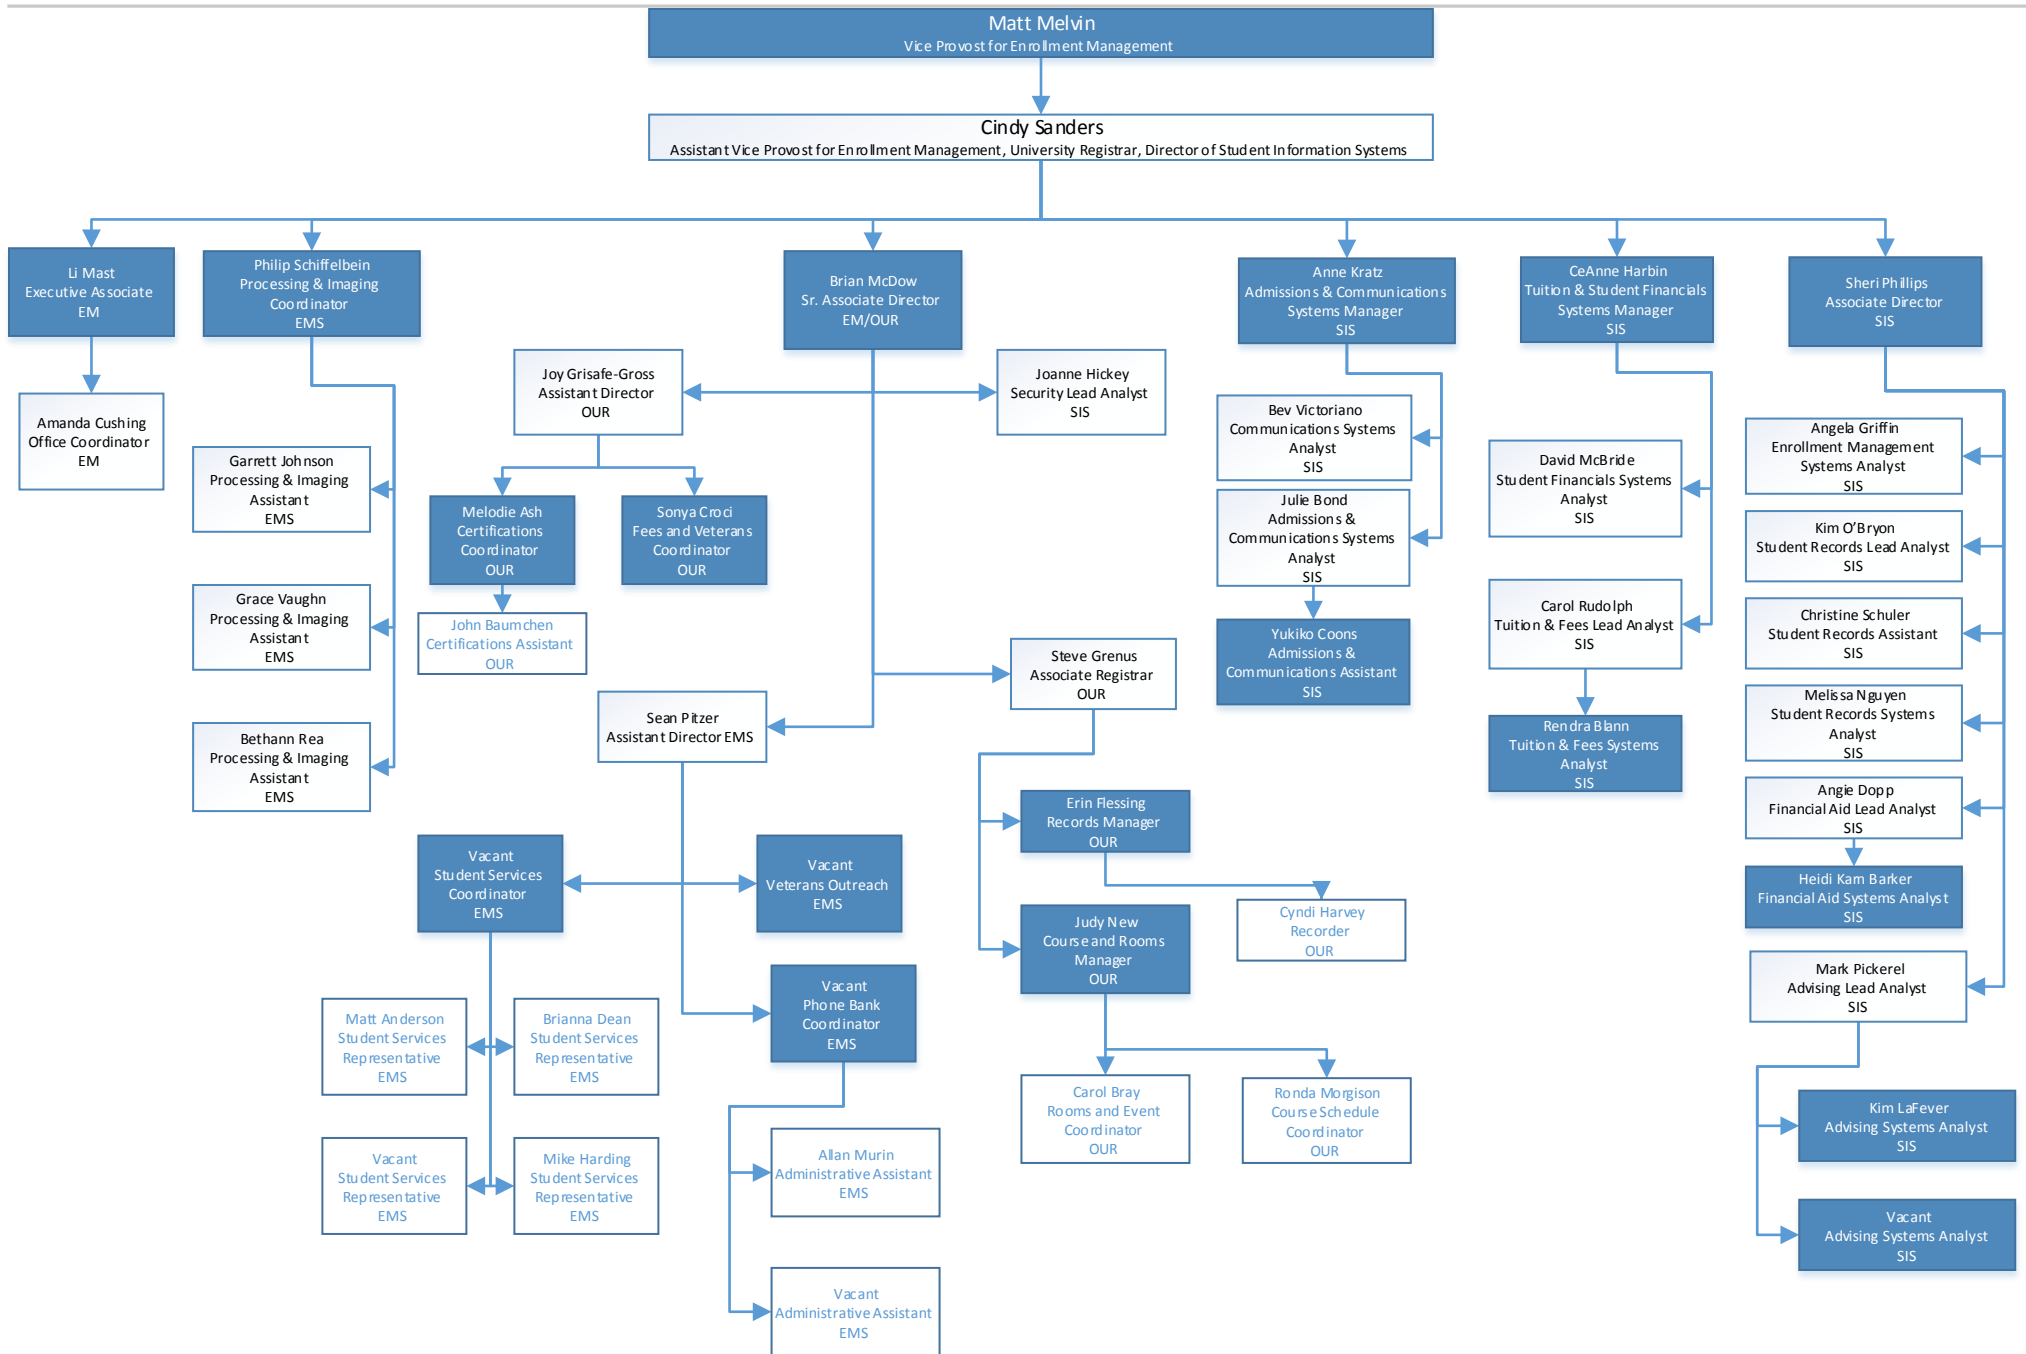 Matt Melvin
Vice Provost for Enrollment Management
Cindy Sanders
Assistant Vice Provost for Enrollment Management, University Registrar, Director of Student Information Systems
Li Mast
Executive Associate
EM
Philip Schiffelbein
Processing & Imaging
Coordinator
EMS
Brian McDow
Sr. Associate Director
EM/OUR
Anne Kratz
Admissions & Communications
Systems Manager
SIS
CeAnne Harbin
Tuition & Student Financials
Systems Manager
SIS
Sheri Phillips
Associate Director
SIS
Amanda Cushing
Office Coordinator
EM
Garrett Johnson
Processing & Imaging
Assistant
EMS
Grace Vaughn
Processing & Imaging
Assistant
EMS
Bethann Rea
Processing & Imaging
Assistant
EMS
Joy Grisafe-Gross
Assistant Director
OUR
Joanne Hickey
Security Lead Analyst
SIS
Melodie Ash
Certifications
Coordinator
OUR
Sonya Croci
Fees and Veterans
Coordinator
OUR
John Baumchen
Certifications Assistant
OUR
Steve Grenus
Associate Registrar
OUR
Sean Pitzer
Assistant Director EMS
Vacant
Student Services
Coordinator
EMS
Vacant
Veterans Outreach
EMS
Vacant
Phone Bank
Coordinator
EMS
Matt Anderson
Student Services
Representative
EMS
Brianna Dean
Student Services
Representative
EMS
Vacant
Student Services
Representative
EMS
Mike Harding
Student Services
Representative
EMS
Allan Murin
Administrative Assistant
EMS
Vacant
Administrative Assistant
EMS
Erin Flessing
Records Manager
OUR
Cyndi Harvey
Recorder
OUR
Judy New
Course and Rooms
Manager
OUR
Carol Bray
Rooms and Event
Coordinator
OUR
Ronda Morgison
Course Schedule
Coordinator
OUR
Bev Victoriano
Communications Systems
Analyst
SIS
Julie Bond
Admissions &
Communications Systems
Analyst
SIS
Yukiko Coons
Admissions &
Communications Assistant
SIS
David McBride
Student Financials Systems
Analyst
SIS
Carol Rudolph
Tuition & Fees Lead Analyst
SIS
Rendra Blann
Tuition & Fees Systems
Analyst
SIS
Angela Griffin
Enrollment Management
Systems Analyst
SIS
Kim O’Bryon
Student Records Lead Analyst
SIS
Christine Schuler
Student Records Assistant
SIS
Melissa Nguyen
Student Records Systems
Analyst
SIS
Angie Dopp
Financial Aid Lead Analyst
SIS
Heidi Kam Barker
Financial Aid Systems Analyst
SIS
Mark Pickerel
Advising Lead Analyst
SIS
Kim LaFever
Advising Systems Analyst
SIS
Vacant
Advising Systems Analyst
SIS